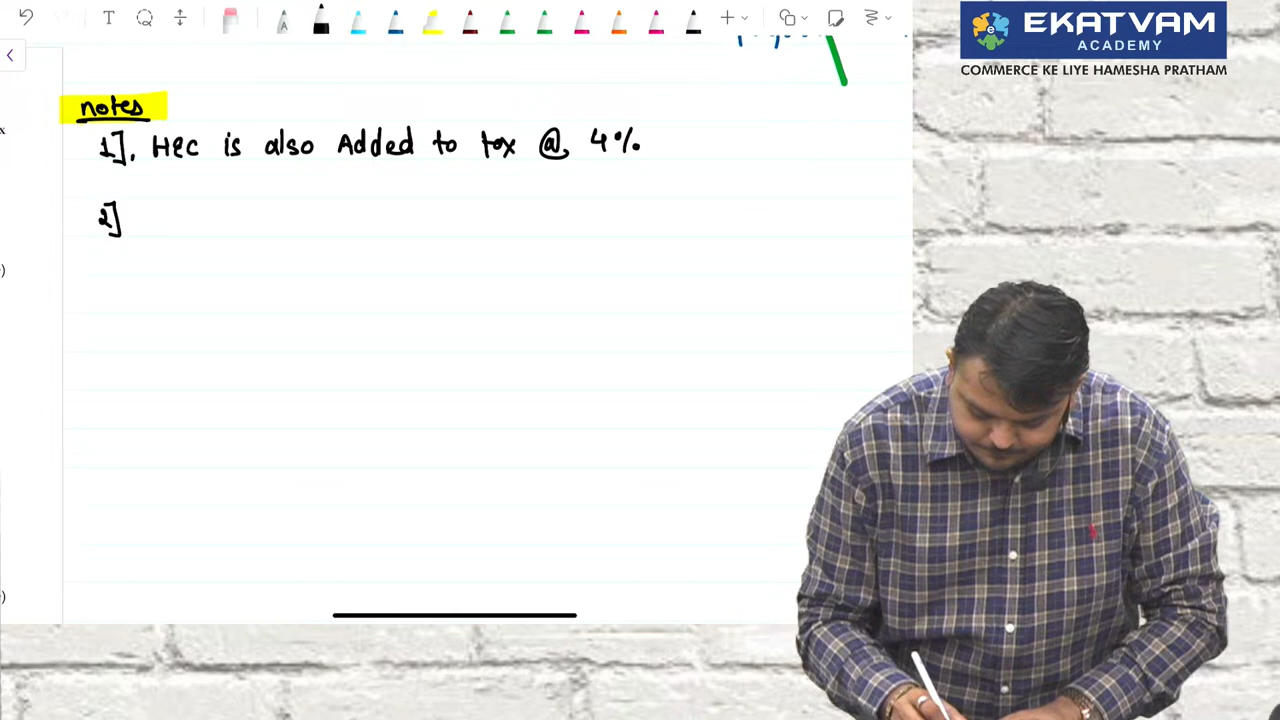 EKATVAM
ACADEMY
COMMERCE KE LIYE HAMESHA PRATHAM
notes
1]. Hec is also Added to tax @ 4%
2]